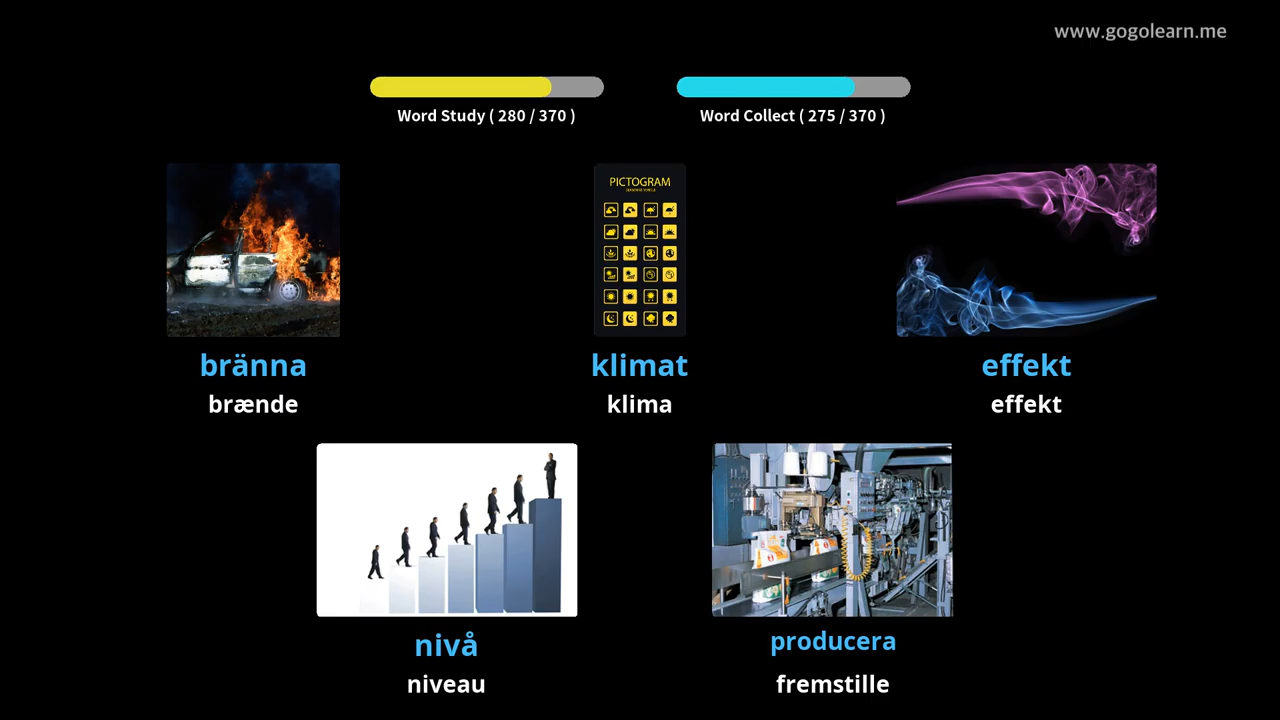 www.gogolearn.me
Word Study ( 280 / 370 )
Word Collect ( 275 / 370 )
PICTOGRAM
bränna
klimat
effekt
brænde
klima
effekt
nivå
producera
niveau
fremstille